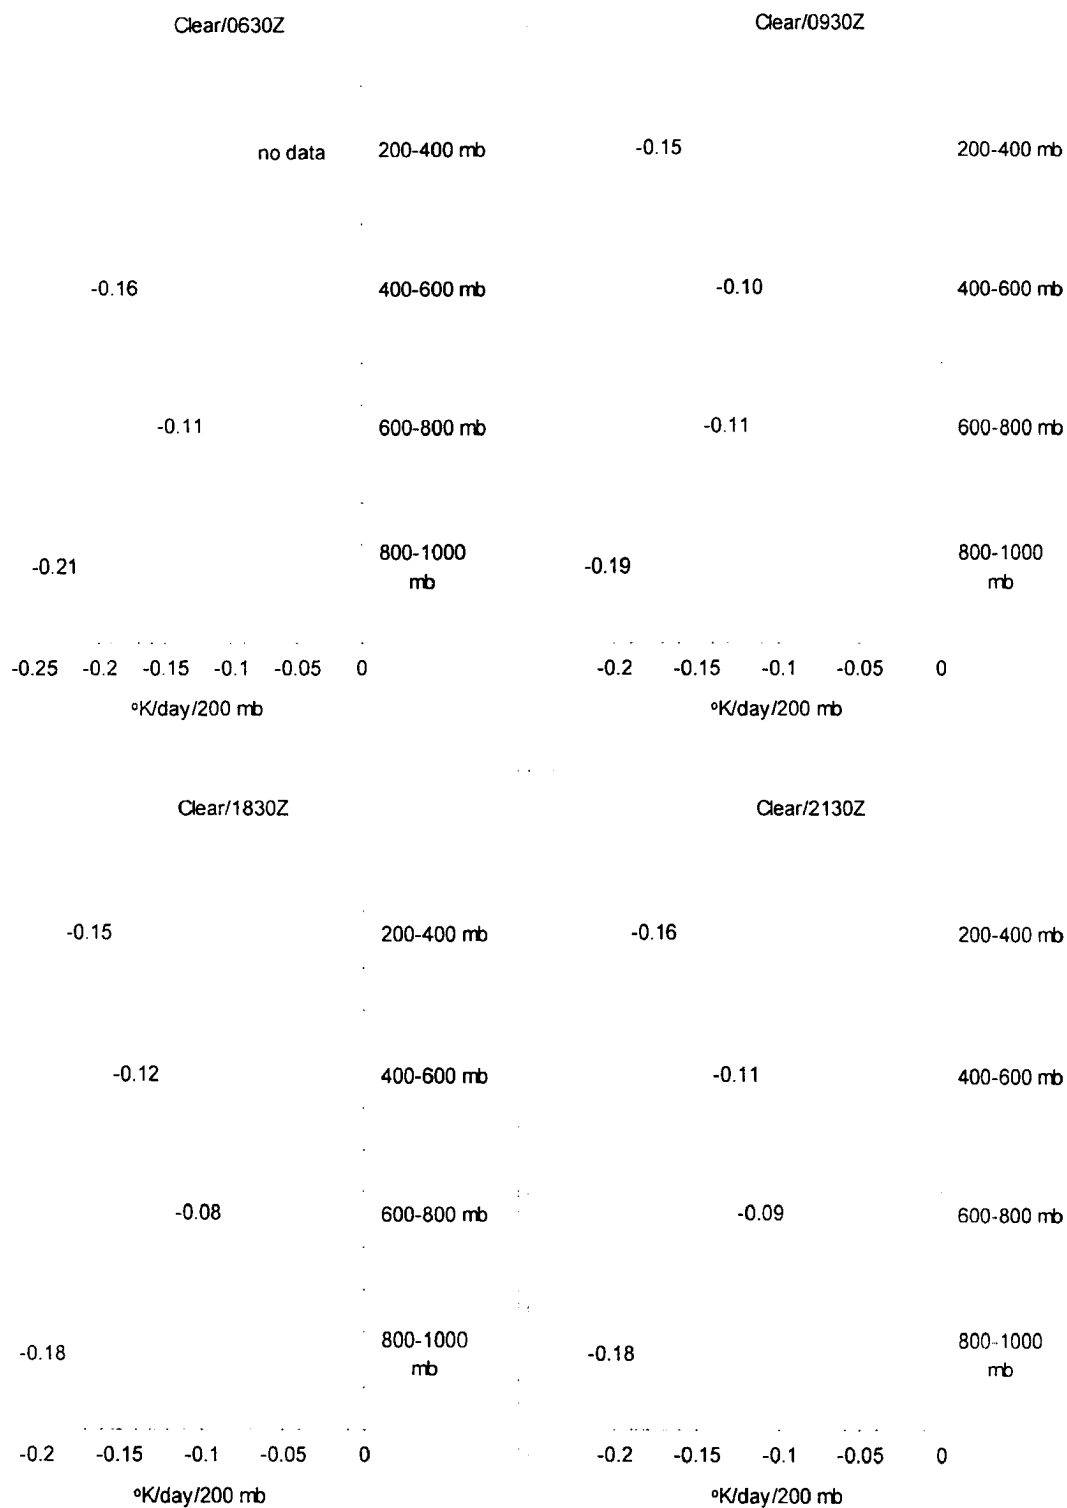 Clear/0630Z
no data 200-400 mb
-0.16 400-600 mb
-0.11 600-800 mb
-0.21 800-1000
mb
-0.25 -0.2 -0.15 -0.1 -0.05 0
°K/day/200 mb
Clear/0930Z
-0.15 200-400 mb
-0.10 400-600 mb
-0.11 600-800 mb
-0.19 800-1000
mb
-0.2 -0.15 -0.1 -0.05 0
°K/day/200 mb
Clear/1830Z
-0.15 200-400 mb
-0.12 400-600 mb
-0.08 600-800 mb
-0.18 800-1000
mb
-0.2 -0.15 -0.1 -0.05 0
°K/day/200 mb
Clear/2130Z
-0.16 200-400 mb
-0.11 400-600 mb
-0.09 600-800 mb
-0.18 800-1000
mb
-0.2 -0.15 -0.1 -0.05 0
°K/day/200 mb